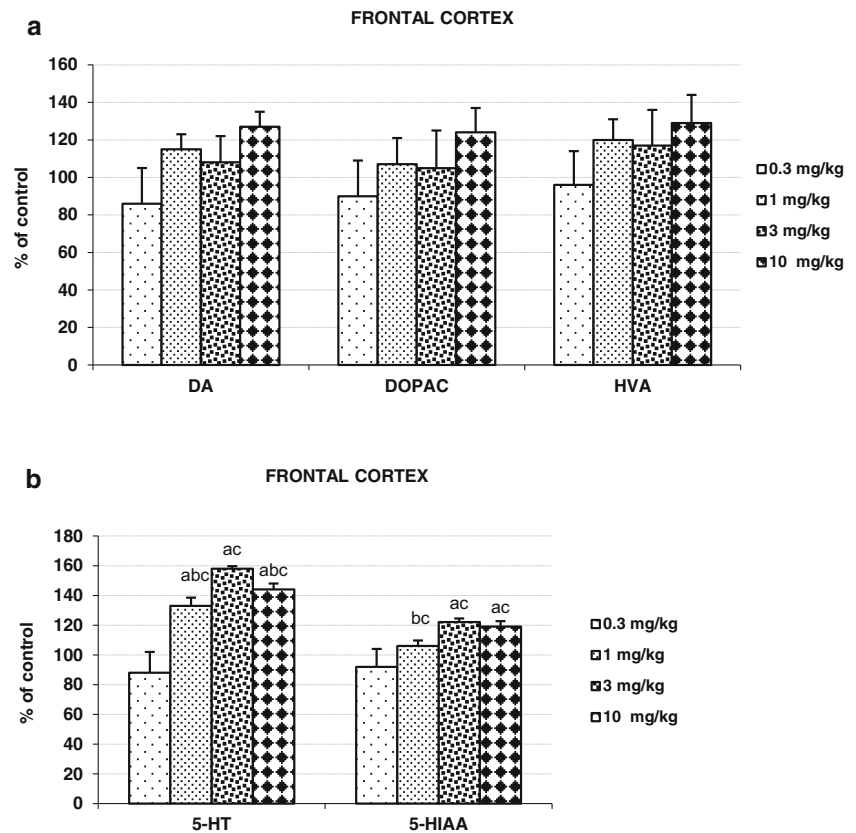 FRONTAL CORTEX
a
160
140
120
100
80
60
40
20
0
% of control
DA DOPAC HVA
0.3 mg/kg
1 mg/kg
3 mg/kg
10 mg/kg
b
FRONTAL CORTEX
180
160
140
120
100
80
60
40
20
0
% of control
abc ac abc bc ac ac
5-HT 5-HIAA
0.3 mg/kg
1 mg/kg
3 mg/kg
10 mg/kg